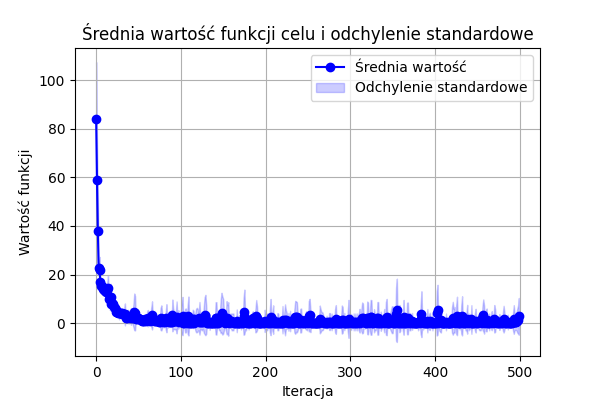 Średnia wartość funkcji celu i odchylenie standardowe
Średnia wartość
Odchylenie standardowe
Wartość funkcji
100
80
60
40
20
0
0 100 200 300 400 500
Iteracja